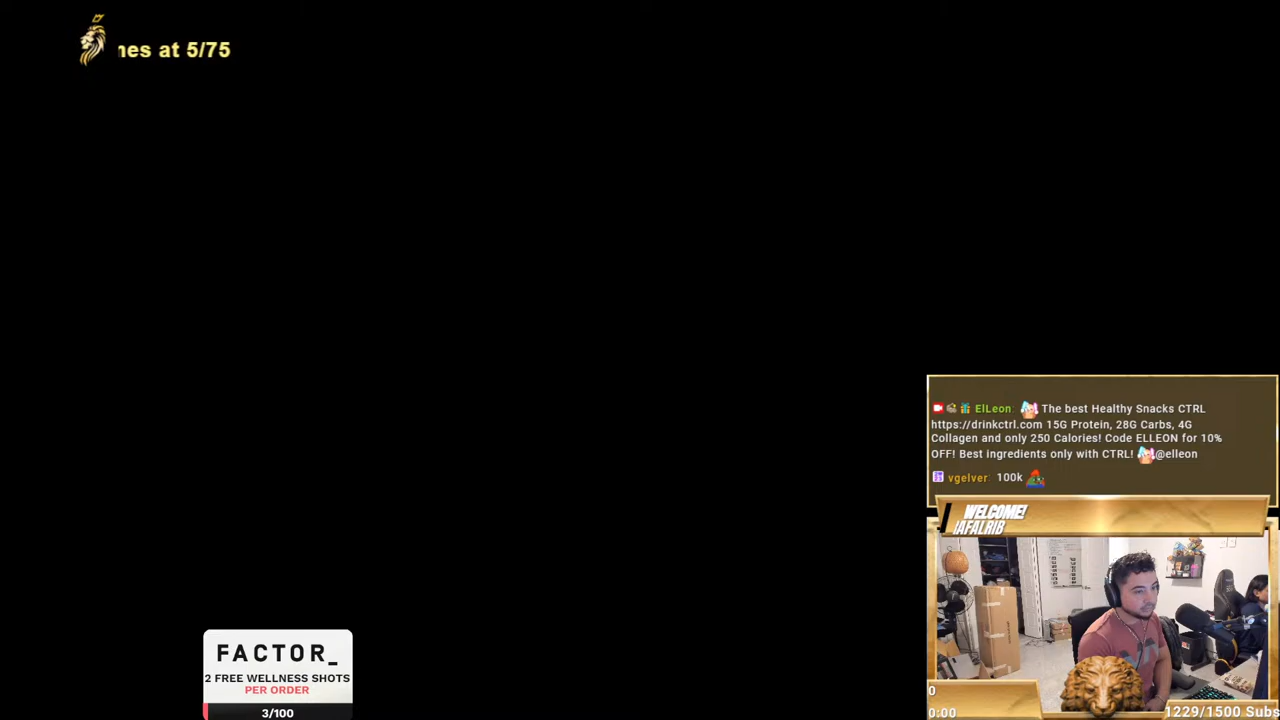 nes at 5/75
ElLeon: The best Healthy Snacks CTRL
https://drinkctrl.com 15G Protein, 28G Carbs, 4G
Collagen and only 250 Calories! Code ELLEON for 10%
OFF! Best ingredients only with CTRL! @elleon
vgelver: 100k
WELCOME!
IAFALRIB
FACTOR_
2 FREE WELLNESS SHOTS
PER ORDER
3/100
0
0:00
1229/1500 Subs